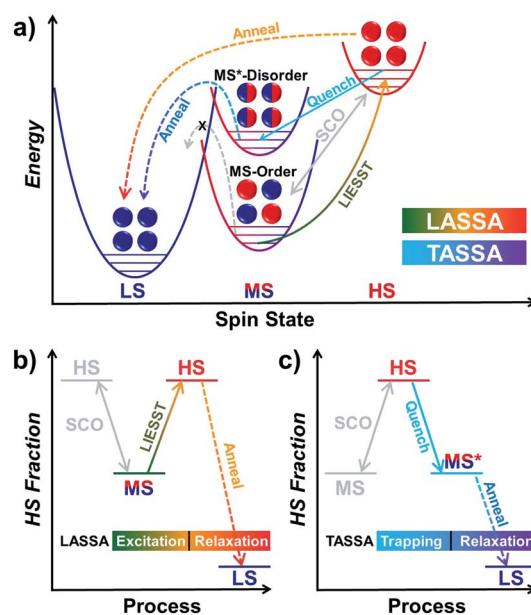 a)
Anneal
MS*-Disorder
Quench
Anneal
x
SCO
MS-Order
LIESST
Energy
LASSA
TASSA
LS
MS
HS
Spin State
b)
HS
HS
SCO
LIESST
Anneal
MS
HS Fraction
LASSA Excitation Relaxation
LS
Process
c)
HS
SCO
Quench
MS
MS*
Anneal
HS Fraction
TASSA Trapping Relaxation
LS
Process